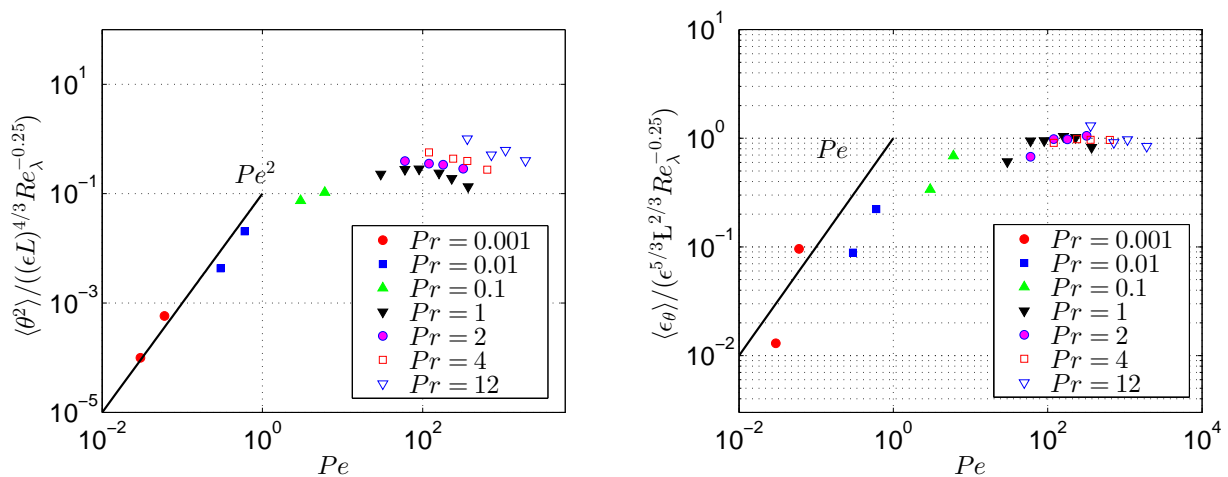 ⟨θ²⟩/((ϵL)^{4/3}Re_λ^{-0.25})
10^1
10^{-1}
10^{-3}
10^{-5}
10^{-2}
10^0
10^2
Pe
Pe²
Pr = 0.001
Pr = 0.01
Pr = 0.1
Pr = 1
Pr = 2
Pr = 4
Pr = 12
⟨ϵ_θ⟩/(ϵ^{5/3}L^{2/3}Re_λ^{-0.25})
10^1
10^0
10^{-1}
10^{-2}
10^{-2}
10^0
10^2
10^4
Pe
Pe
Pr = 0.001
Pr = 0.01
Pr = 0.1
Pr = 1
Pr = 2
Pr = 4
Pr = 12